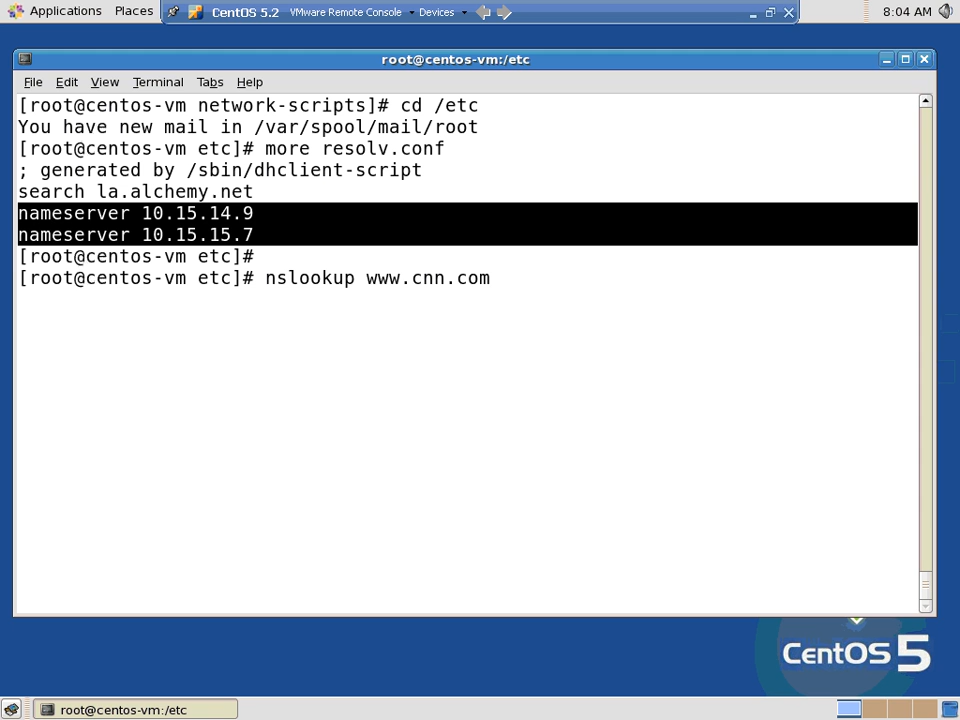 Applications Places CentOS 5.2 VMware Remote Console Devices 8:04 AM
root@centos-vm:/etc
File Edit View Terminal Tabs Help
[root@centos-vm network-scripts]# cd /etc
You have new mail in /var/spool/mail/root
[root@centos-vm etc]# more resolv.conf
; generated by /sbin/dhclient-script
search la.alchemy.net
nameserver 10.15.14.9
nameserver 10.15.15.7
[root@centos-vm etc]#
[root@centos-vm etc]# nslookup www.cnn.com
CentOS 5
root@centos-vm:/etc